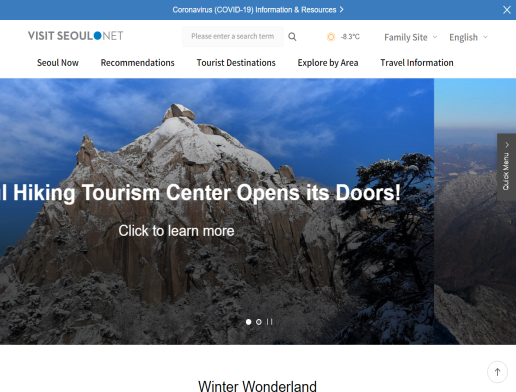 Coronavirus (COVID-19) Information & Resources
VISIT SEOUL NET
Please enter a search term
-8.3°C
Family Site
English
Seoul Now
Recommendations
Tourist Destinations
Explore by Area
Travel Information
l Hiking Tourism Center Opens its Doors!
Click to learn more
Quick Menu
Winter Wonderland